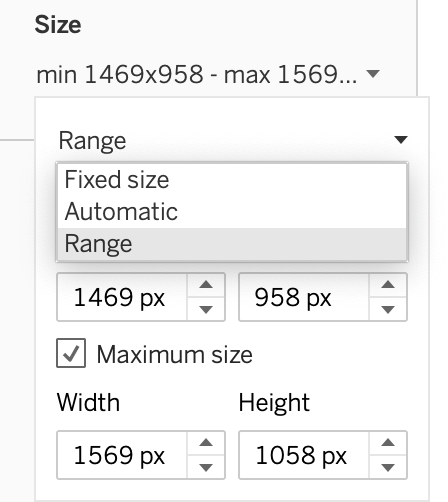 Size
min 1469x958 - max 1569...
Range
Fixed size
Automatic
Range
1469 px 958 px
Maximum size
Width Height
1569 px 1058 px